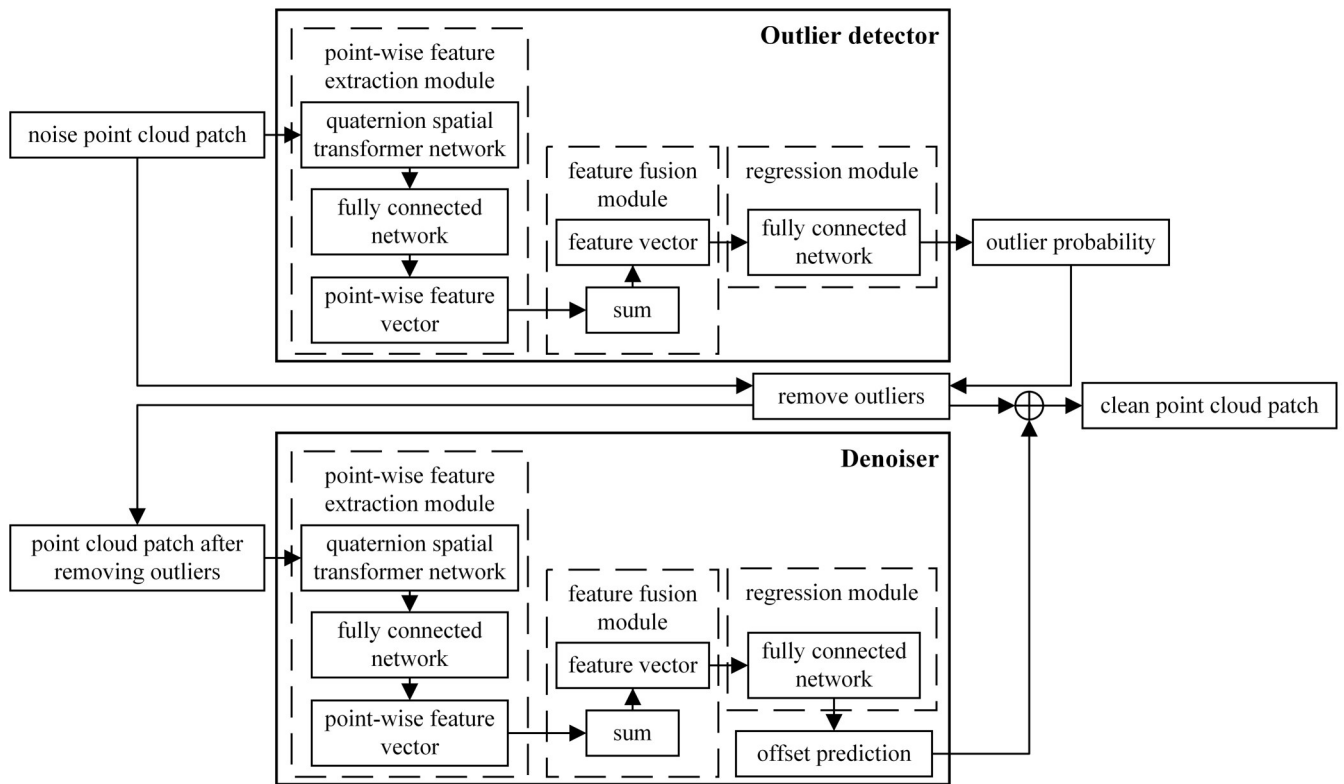 Outlier detector
point-wise feature
extraction module
noise point cloud patch
quaternion spatial
transformer network
fully connected
network
point-wise feature
vector
feature fusion
module
feature vector
sum
regression module
fully connected
network
outlier probability
remove outliers
clean point cloud patch
Denoiser
point-wise feature
extraction module
point cloud patch after
removing outliers
quaternion spatial
transformer network
fully connected
network
point-wise feature
vector
feature fusion
module
feature vector
sum
regression module
fully connected
network
offset prediction